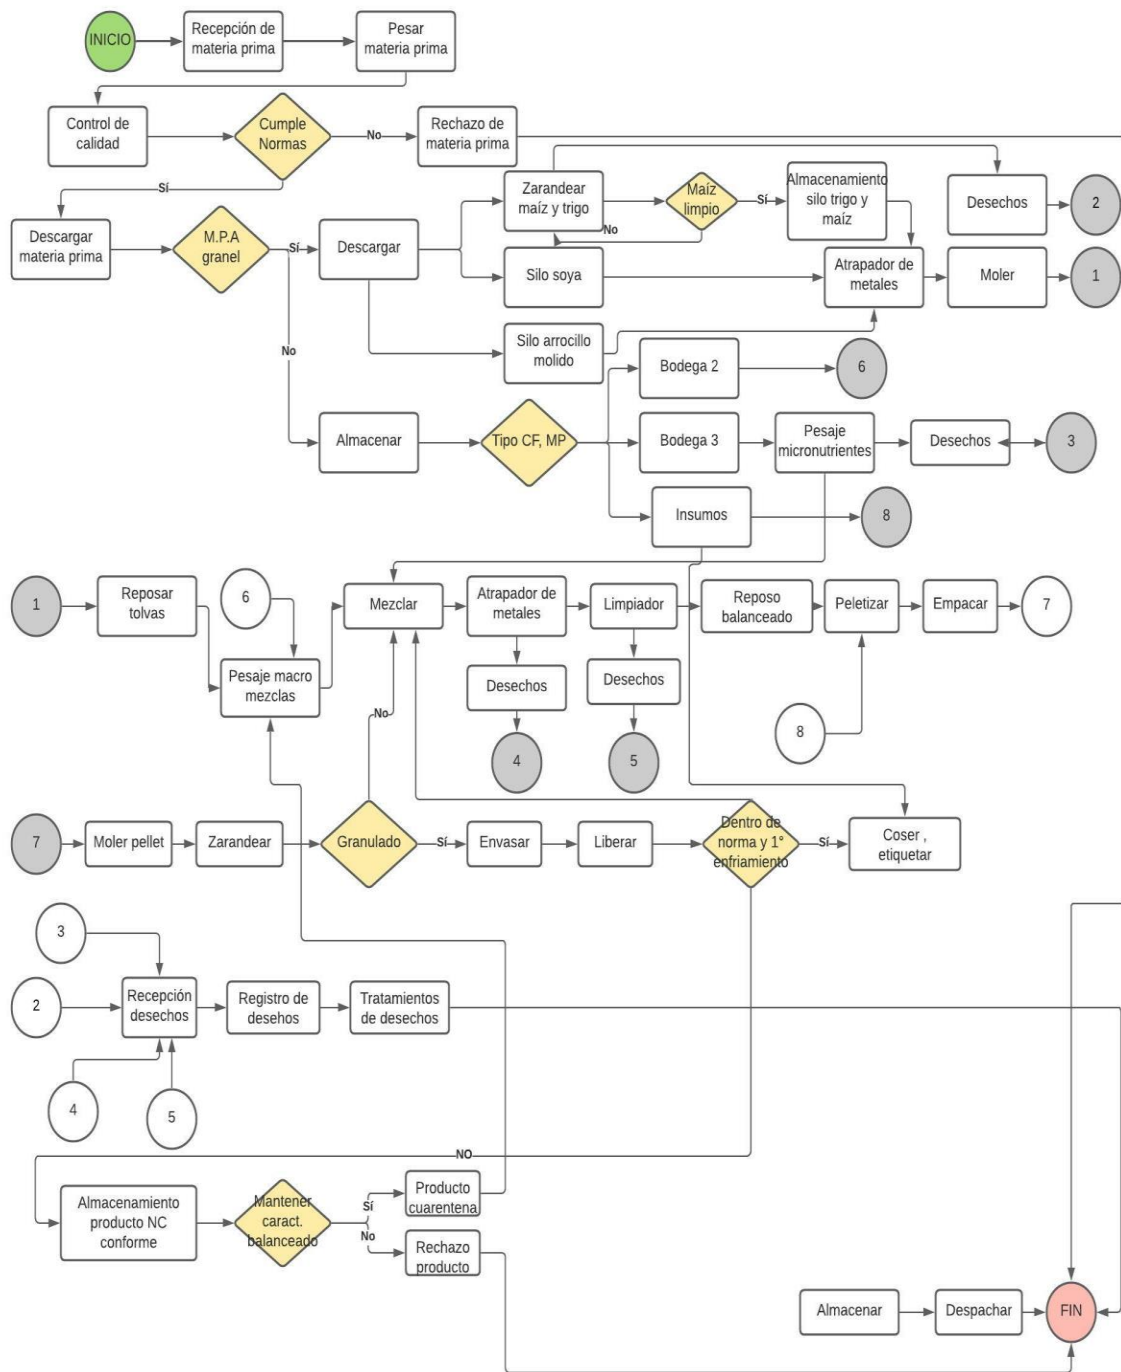 INICIO
Recepción de
materia prima
Pesar
materia prima
Control de
calidad
Cumple
Normas
No
Rechazo de
materia prima
Sí
Descargar
materia prima
M.P.A
granel
Sí
Descargar
Zarandear
maíz y trigo
Maíz
limpio
Sí
No
Almacenamiento
silo trigo y
maíz
Desechos
2
Silo soya
Atrapador de
metales
Moler
1
No
Silo arrocillo
molido
Bodega 2
6
Almacenar
Tipo CF, MP
Bodega 3
Pesaje
micronutrientes
Desechos
3
Insumos
8
1
Reposar
tolvas
6
Mezclar
Atrapador de
metales
Limpiador
Reposo
balanceado
Peletizar
Empacar
7
Pesaje macro
mezclas
Desechos
Desechos
No
4
5
8
7
Moler pellet
Zarandear
Granulado
Sí
Envasar
Liberar
Dentro de
norma y 1°
enfriamiento
Sí
Coser ,
etiquetar
3
2
Recepción
desechos
Registro de
desehos
Tratamientos
de desechos
4
5
NO
Almacenamiento
producto NC
conforme
Mantener
caract.
balanceado
Sí
No
Producto
cuarentena
Rechazo
producto
Almacenar
Despachar
FIN